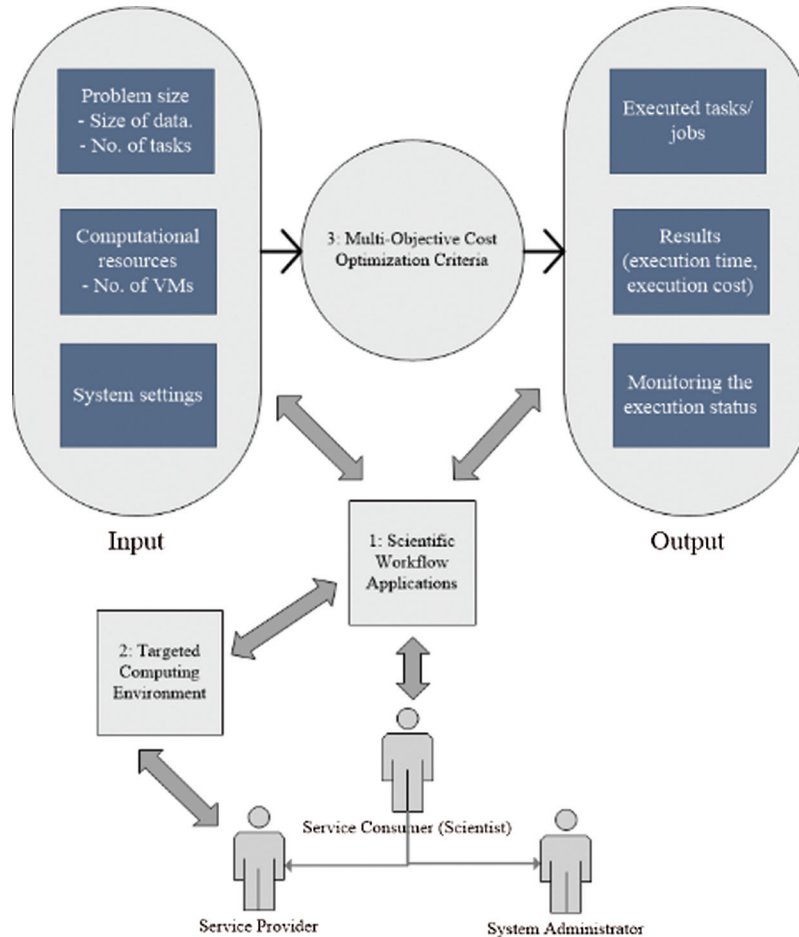 Problem size
- Size of data.
- No. of tasks
Computational
resources
- No. of VMs
System settings
Input
3: Multi-Objective Cost
Optimization Criteria
Executed tasks/
jobs
Results
(execution time,
execution cost)
Monitoring the
execution status
Output
1: Scientific
Workflow
Applications
2: Targeted
Computing
Environment
Service Consumer (Scientist)
Service Provider
System Administrator